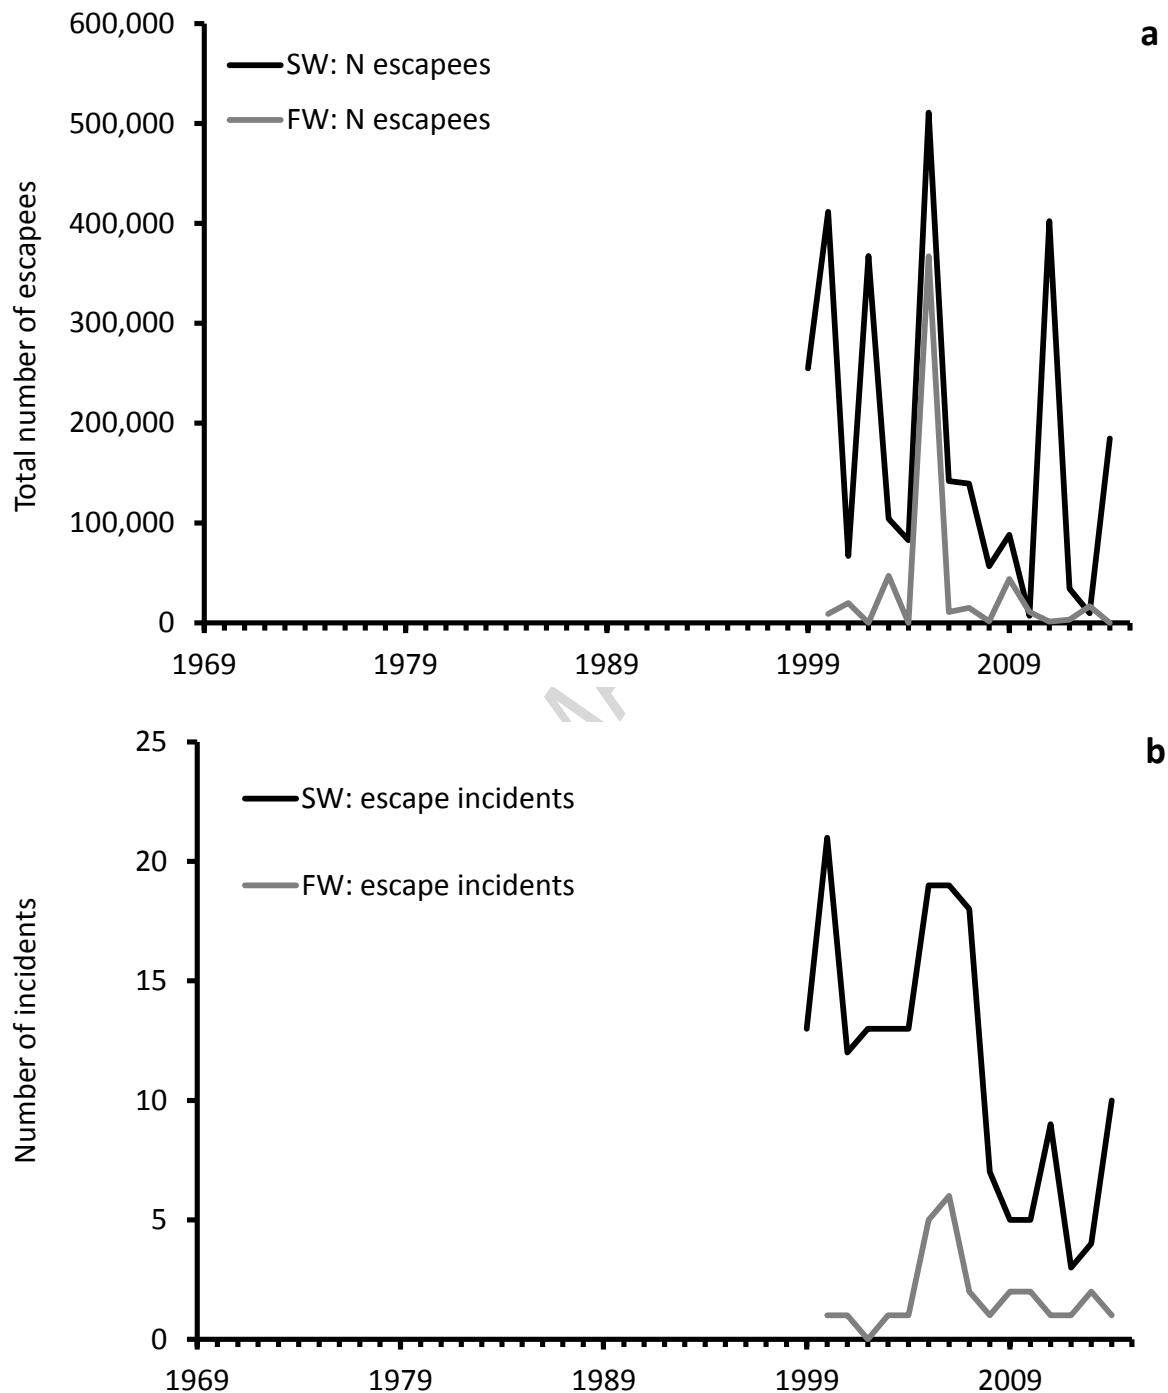 a
600,000
500,000
400,000
300,000
200,000
100,000
0
Total number of escapees
SW: N escapees
FW: N escapees
1969 1979 1989 1999 2009
b
25
20
15
10
5
0
Number of incidents
SW: escape incidents
FW: escape incidents
1969 1979 1989 1999 2009